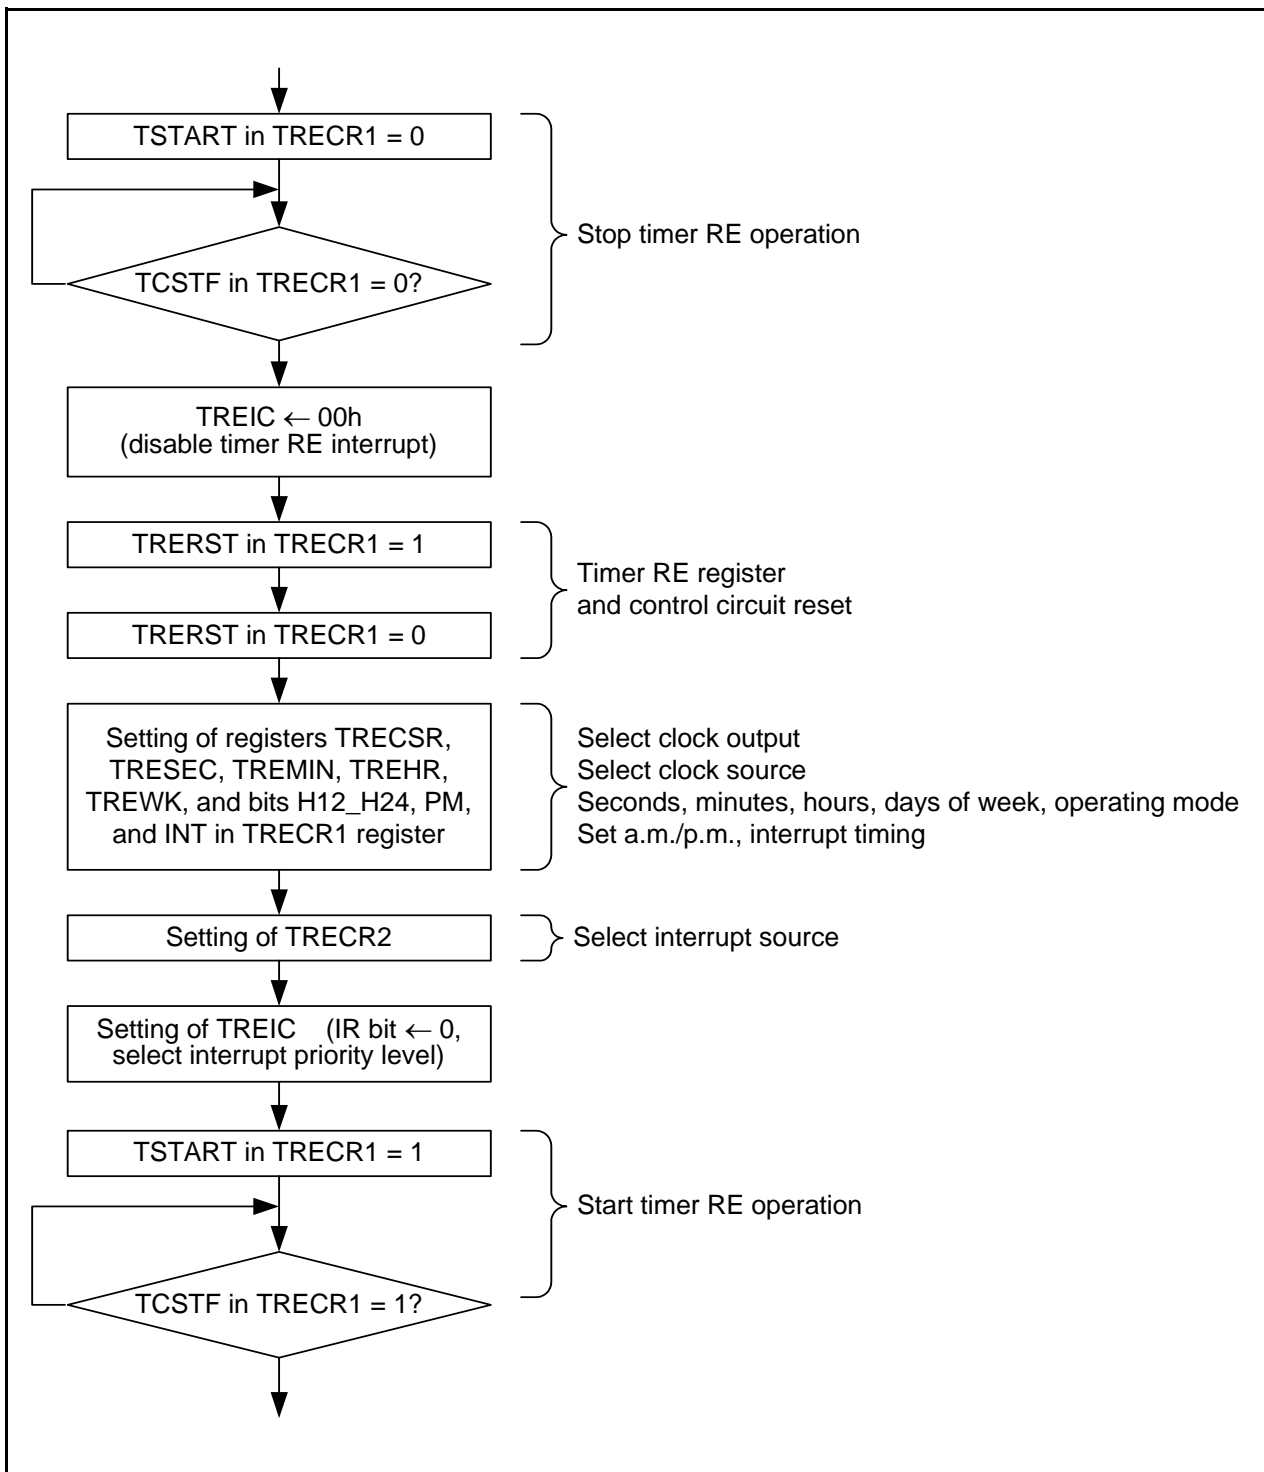 TSTART in TRECR1 = 0
TCSTF in TRECR1 = 0?
Stop timer RE operation
TREIC ← 00h
(disable timer RE interrupt)
TRERST in TRECR1 = 1
TRERST in TRECR1 = 0
Timer RE register
and control circuit reset
Setting of registers TRECSR,
TRESEC, TREMIN, TREHR,
TREWK, and bits H12_H24, PM,
and INT in TRECR1 register
Select clock output
Select clock source
Seconds, minutes, hours, days of week, operating mode
Set a.m./p.m., interrupt timing
Setting of TRECR2
Select interrupt source
Setting of TREIC (IR bit ← 0,
select interrupt priority level)
TSTART in TRECR1 = 1
TCSTF in TRECR1 = 1?
Start timer RE operation